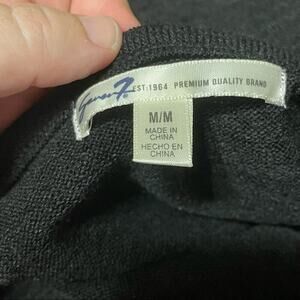 EST. 1964 PREMIUM QUALITY BRAND
M/M
MADE IN
CHINA
HECHO EN
CHINA